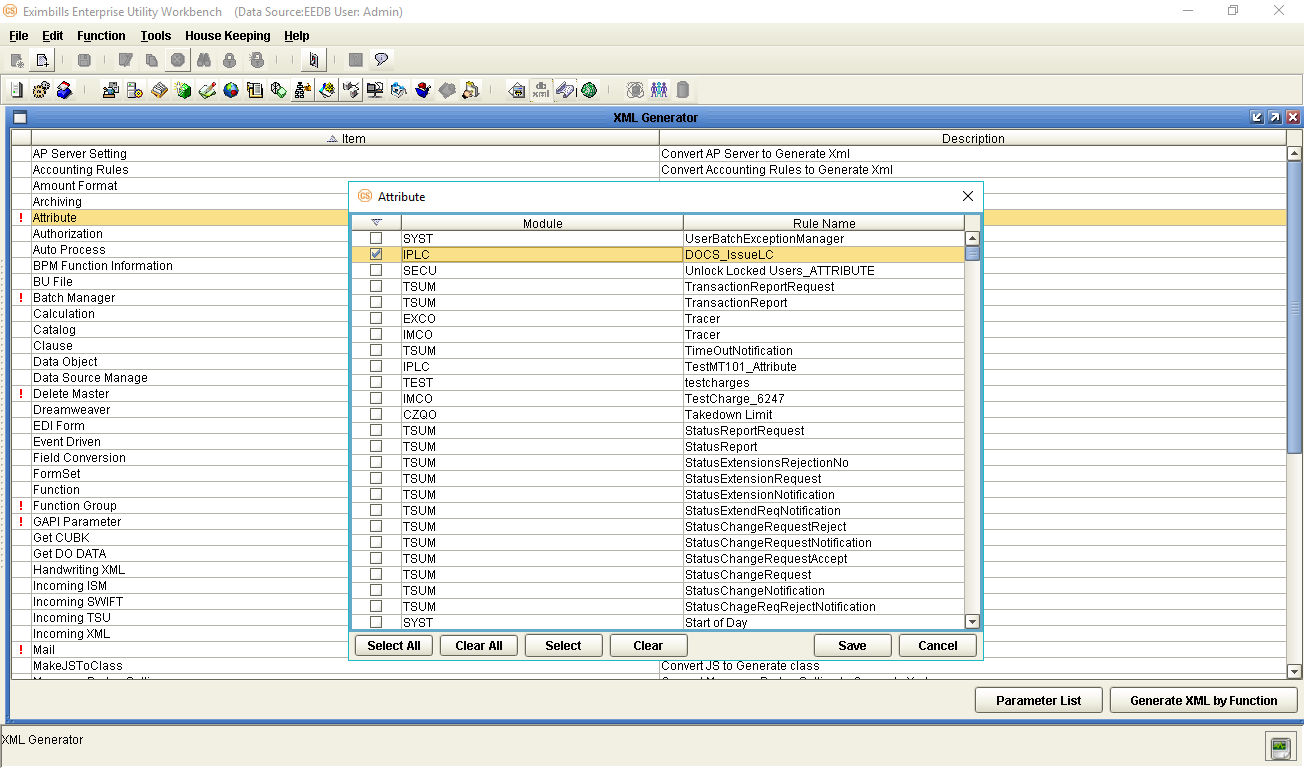 CS Eximbills Enterprise Utility Workbench (Data Source:EEDB User: Admin)
File Edit Function Tools House Keeping Help
db
xml
XML Generator
Item Description
AP Server Setting Convert AP Server to Generate Xml
Accounting Rules Convert Accounting Rules to Generate Xml
Amount Format
Archiving
! Attribute
Authorization
Auto Process
BPM Function Information
BU File
! Batch Manager
Calculation
Catalog
Clause
Data Object
Data Source Manage
! Delete Master
Dreamweaver
EDI Form
Event Driven
Field Conversion
FormSet
Function
! Function Group
! GAPI Parameter
Get CUBK
Get DO DATA
Handwriting XML
Incoming ISM
Incoming SWIFT
Incoming TSU
Incoming XML
! Mail
MakeJSToClass Convert JS to Generate class
CS Attribute
Module Rule Name
SYST UserBatchExceptionManager
IPLC DOCS_IssueLC
SECU Unlock Locked Users_ATTRIBUTE
TSUM TransactionReportRequest
TSUM TransactionReport
EXCO Tracer
IMCO Tracer
TSUM TimeOutNotification
IPLC TestMT101_Attribute
TEST testcharges
IMCO TestCharge_6247
CZQO Takedown Limit
TSUM StatusReportRequest
TSUM StatusReport
TSUM StatusExtensionsRejectionNo
TSUM StatusExtensionRequest
TSUM StatusExtensionNotification
TSUM StatusExtendReqNotification
TSUM StatusChangeRequestReject
TSUM StatusChangeRequestNotification
TSUM StatusChangeRequestAccept
TSUM StatusChangeRequest
TSUM StatusChangeNotification
TSUM StatusChageReqRejectNotification
SYST Start of Day
Select All Clear All Select Clear Save Cancel
Parameter List Generate XML by Function
XML Generator